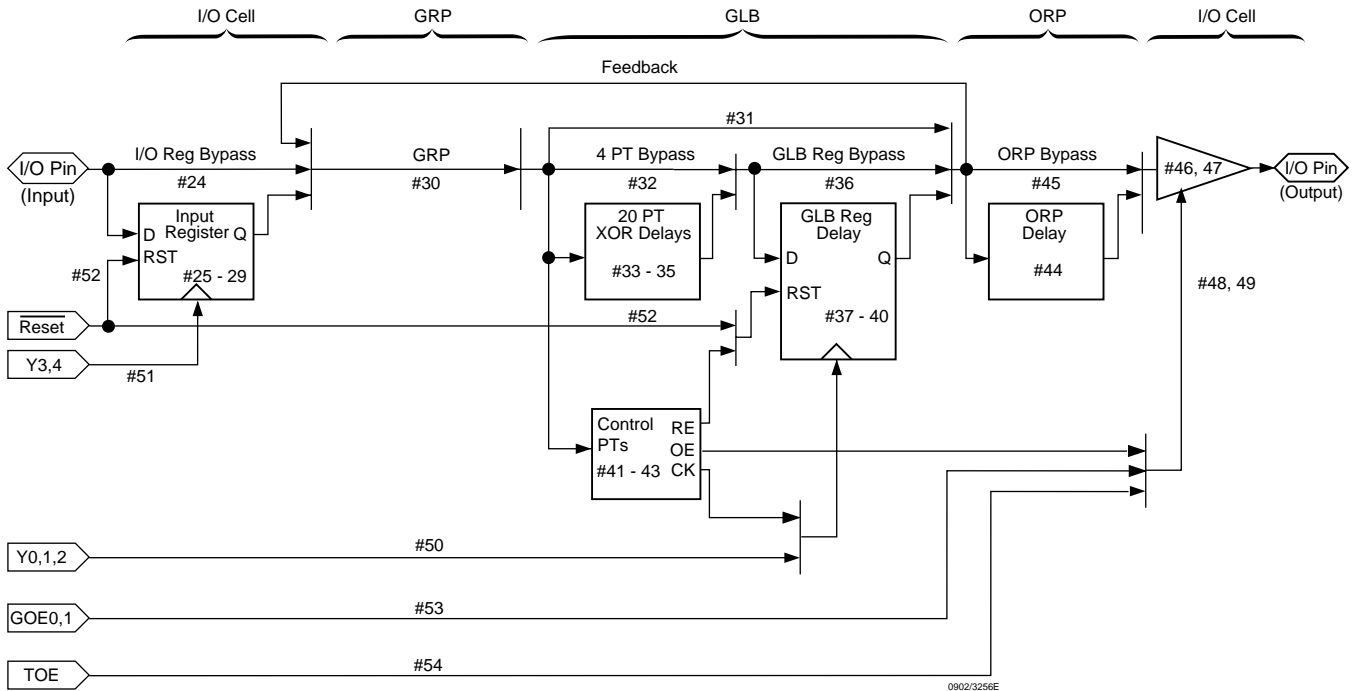 I/O Cell
GRP
GLB
ORP
I/O Cell
Feedback
#31
I/O Pin
(Input)
I/O Reg Bypass
#24
GRP
#30
4 PT Bypass
#32
GLB Reg Bypass
#36
ORP Bypass
#45
#46, 47
I/O Pin
(Output)
Input
Register
D
Q
RST
#25 - 29
20 PT
XOR Delays
#33 - 35
GLB Reg
Delay
D
Q
RST
#37 - 40
ORP
Delay
#44
#48, 49
#52
Reset
#52
Y3,4
#51
Control
PTs
#41 - 43
RE
OE
CK
Y0,1,2
#50
GOE0,1
#53
TOE
#54
0902/3256E